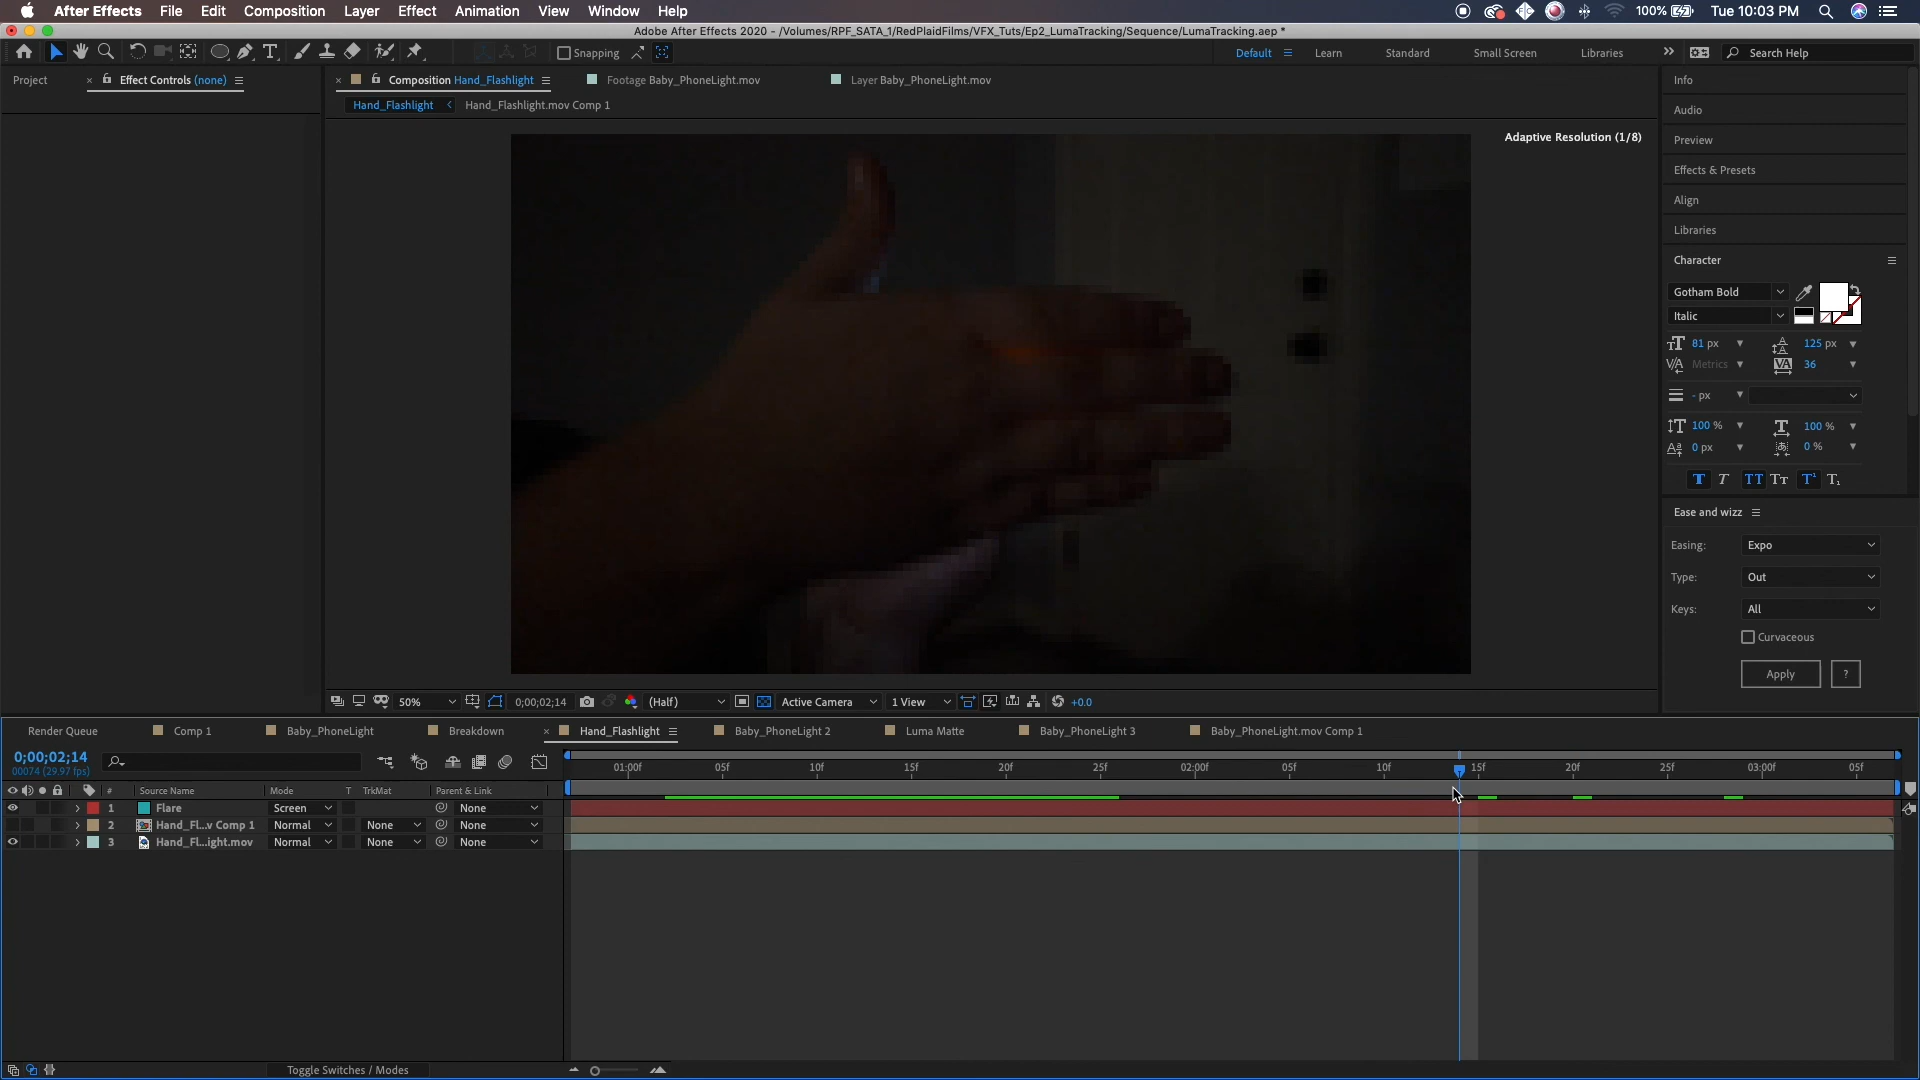 After Effects File Edit Composition Layer Effect Animation View Window Help 100% Tue 10:03 PM
Adobe After Effects 2020 - /Volumes/RPF_SATA_1/RedPlaidFilms/VFX_Tuts/Ep2_LumaTracking/Sequence/LumaTracking.aep *
Snapping Default Learn Standard Small Screen Libraries Search Help
Project Effect Controls (none) Composition Hand_Flashlight Footage Baby_PhoneLight.mov Layer Baby_PhoneLight.mov
Hand_Flashlight Hand_Flashlight.mov Comp 1
Adaptive Resolution (1/8)
Info
Audio
Preview
Effects & Presets
Align
Libraries
Character
Gotham Bold
Italic
81 px 125 px
Metrics 36
- px
100 % 100 %
0 px 0 %
T T TT Tт T¹ T₁
Ease and wizz
Easing: Expo
Type: Out
Keys: All
Curvaceous
Apply ?
50% 0;00;02;14 (Half) Active Camera 1 View +0.0
Render Queue Comp 1 Baby_PhoneLight Breakdown Hand_Flashlight Baby_PhoneLight 2 Luma Matte Baby_PhoneLight 3 Baby_PhoneLight.mov Comp 1
0;00;02;14
00074 (29.97 fps)
01:00f 05f 10f 15f 20f 25f 02:00f 05f 10f 15f 20f 25f 03:00f 05f
# Source Name Mode T TrkMat Parent & Link
1 Flare Screen None
2 Hand_Fl...v Comp 1 Normal None None
3 Hand_Fl...ight.mov Normal None None
Toggle Switches / Modes